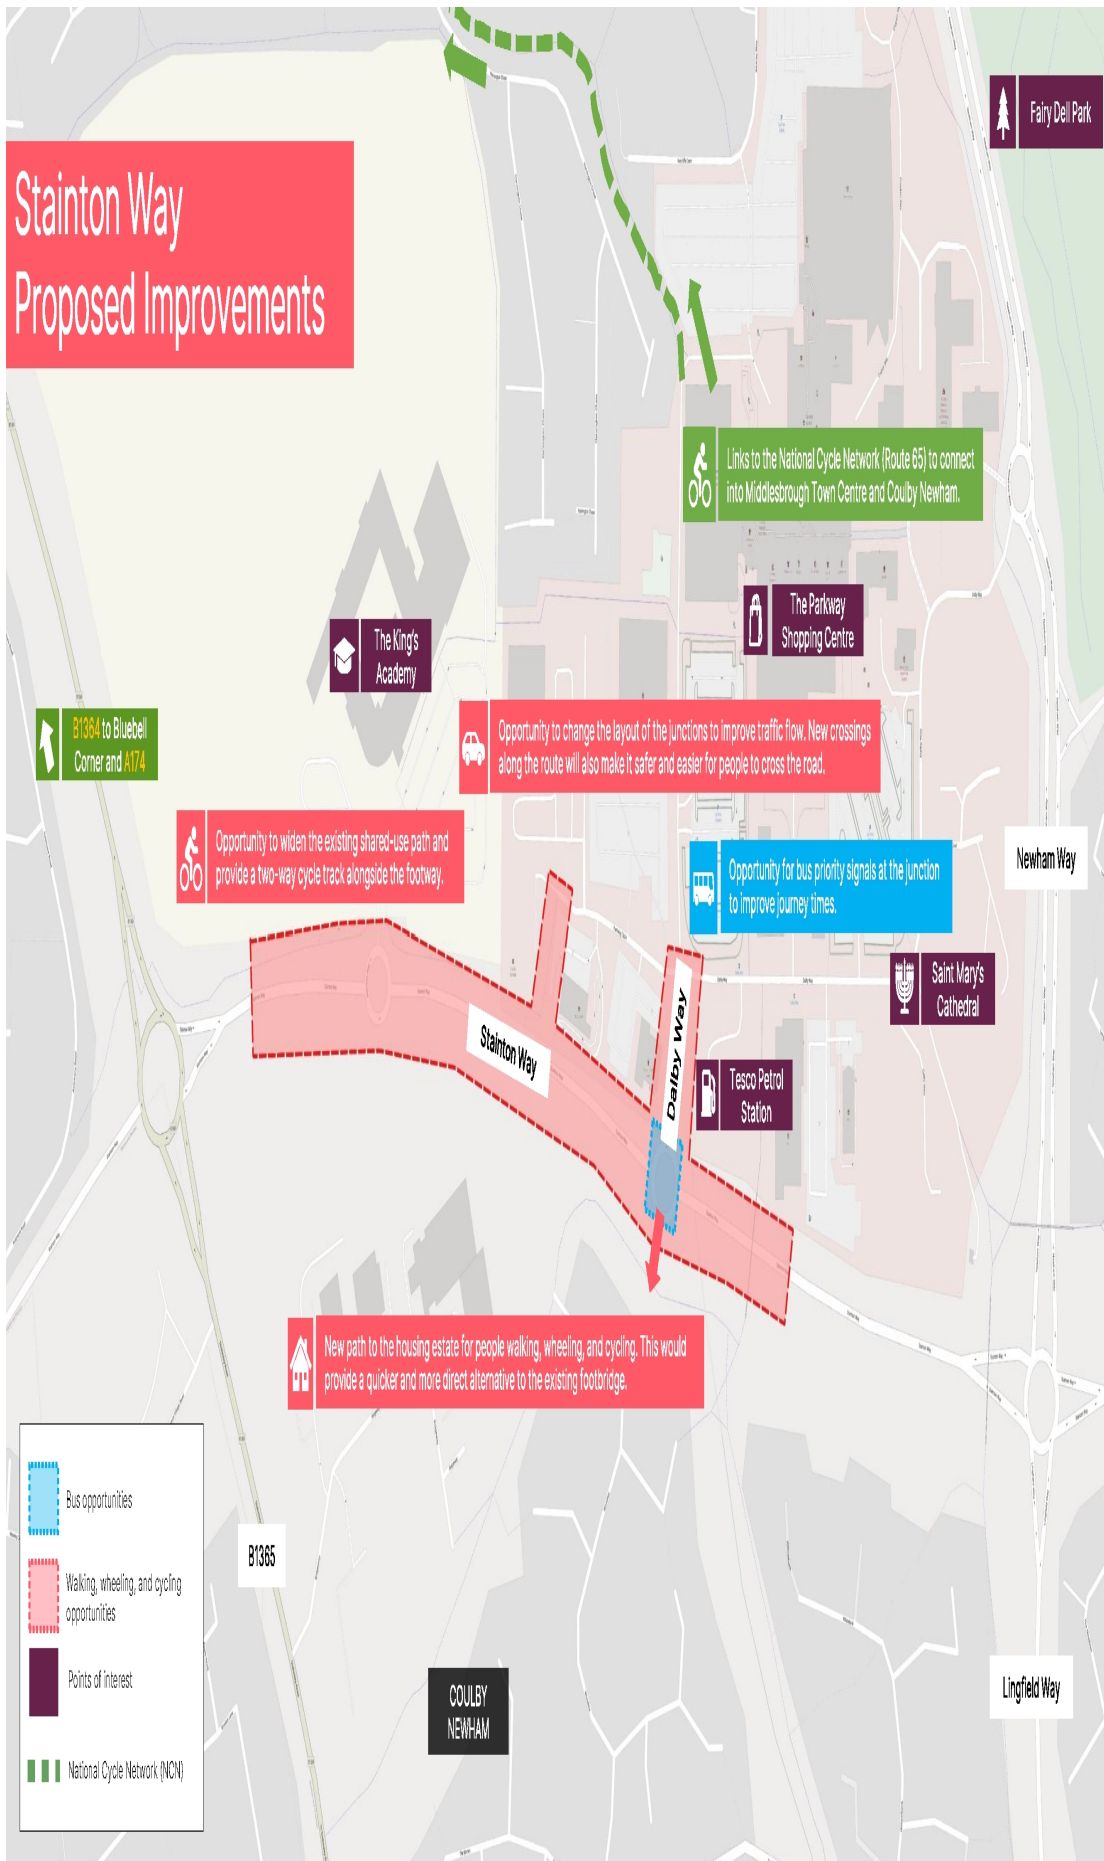 Fairy Dell Park
Stainton Way
Proposed Improvements
Links to the National Cycle Network (Route 65) to connect
into Middlesbrough Town Centre and Coulby Newham.
The Parkway
Shopping Centre
The King's
Academy
B1364 to Bluebell
Corner and A174
Opportunity to change the layout of the junctions to improve traffic flow. New crossings
along the route will also make it safer and easier for people to cross the road.
Opportunity to widen the existing shared-use path and
provide a two-way cycle track alongside the footway.
Newham Way
Opportunity for bus priority signals at the junction
to improve journey times.
Saint Mary's
Cathedral
Stainton Way
Dalby Way
Tesco Petrol
Station
New path to the housing estate for people walking, wheeling, and cycling. This would
provide a quicker and more direct alternative to the existing footbridge.
Bus opportunities
Walking, wheeling, and cycling
opportunities
Points of interest
National Cycle Network (NCN)
B1365
COULBY
NEWHAM
Lingfield Way